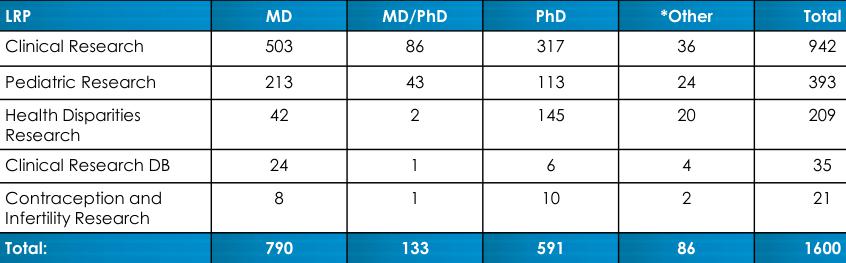 LRP MD MD/PhD PhD *Other Total
Clinical Research 503 86 317 36 942
Pediatric Research 213 43 113 24 393
Health Disparities 42 2 145 20 209
Research
Clinical Research DB 24 1 6 4 35
Contraception and 8 1 10 2 21
Infertility Research
Total: 790 133 591 86 1600